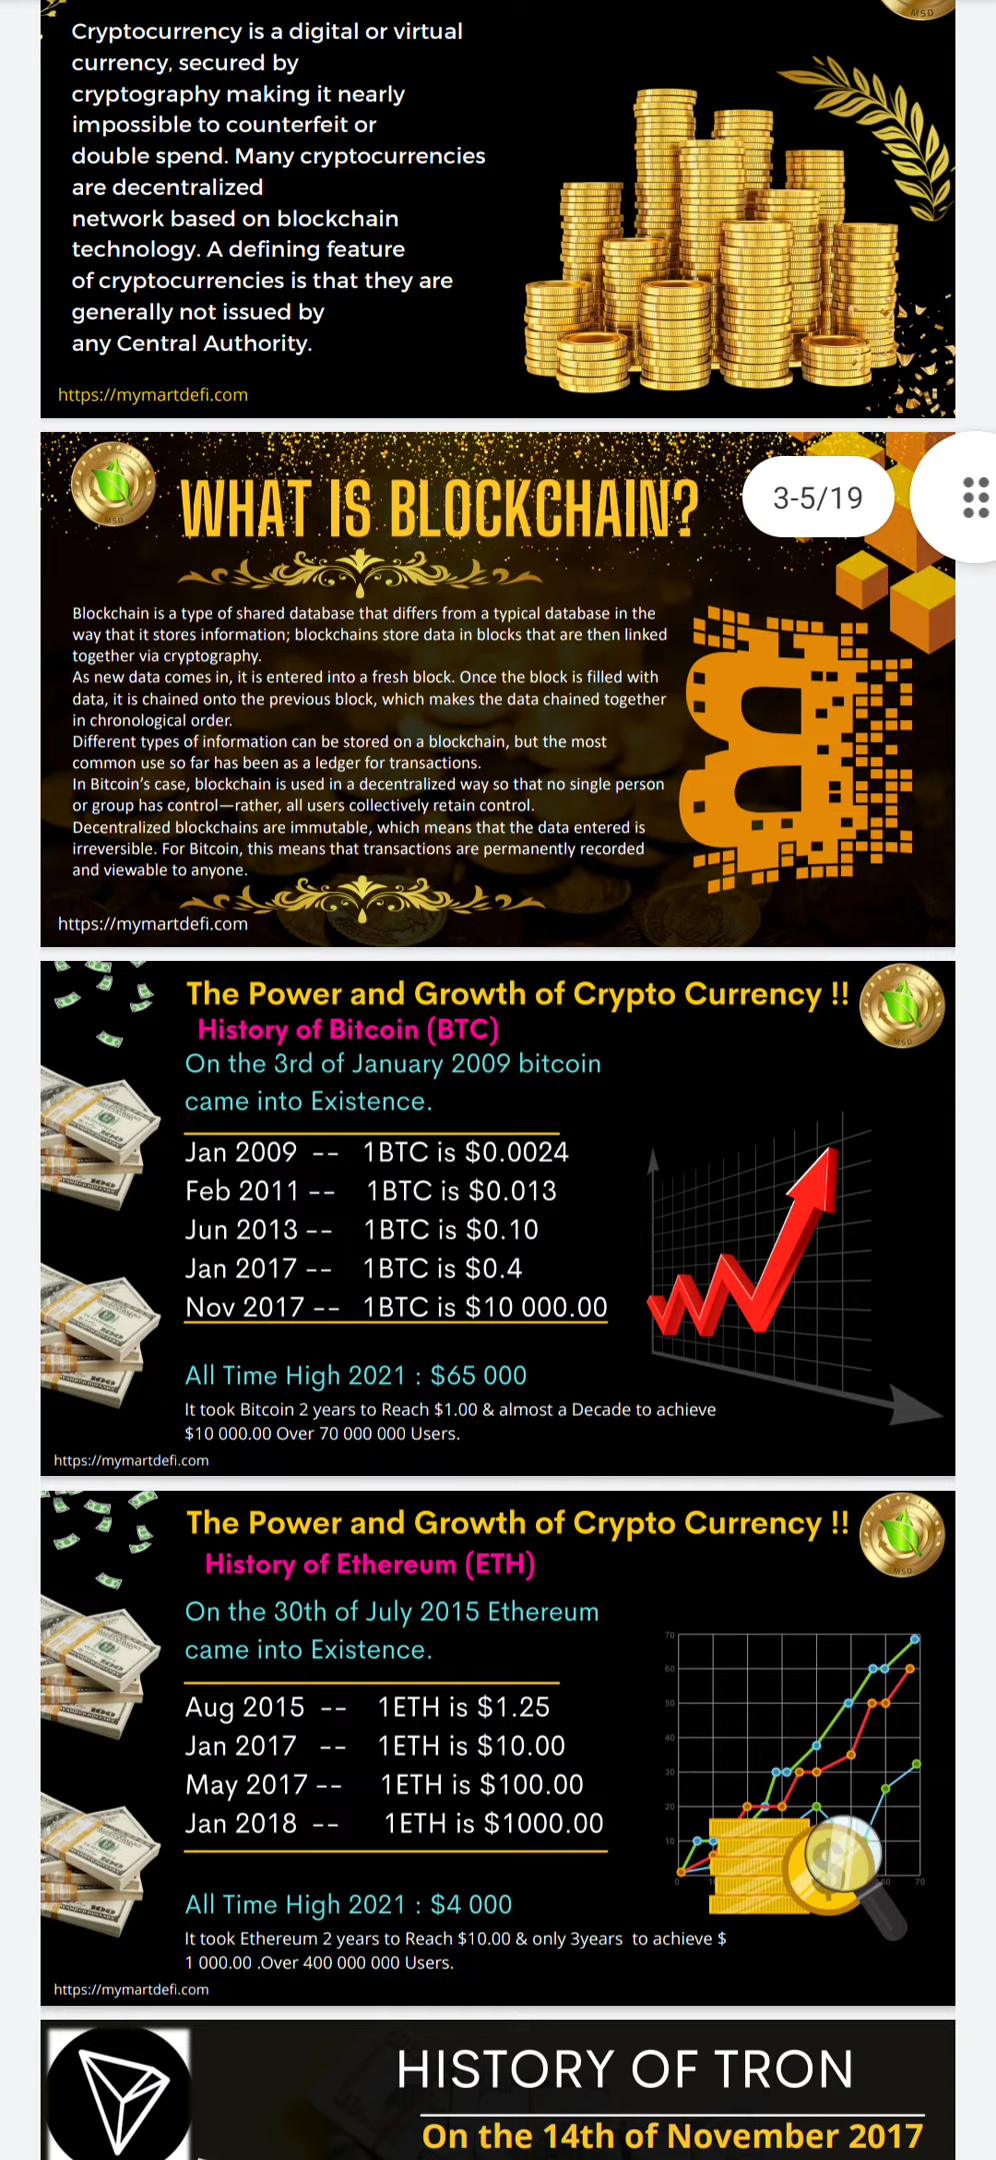 MSD
Cryptocurrency is a digital or virtual
currency, secured by
cryptography making it nearly
impossible to counterfeit or
double spend. Many cryptocurrencies
are decentralized
network based on blockchain
technology. A defining feature
of cryptocurrencies is that they are
generally not issued by
any Central Authority.
https://mymartdefi.com
MSD
WHAT IS BLOCKCHAIN?
3-5/19
Blockchain is a type of shared database that differs from a typical database in the
way that it stores information; blockchains store data in blocks that are then linked
together via cryptography.
As new data comes in, it is entered into a fresh block. Once the block is filled with
data, it is chained onto the previous block, which makes the data chained together
in chronological order.
Different types of information can be stored on a blockchain, but the most
common use so far has been as a ledger for transactions.
In Bitcoin's case, blockchain is used in a decentralized way so that no single person
or group has control—rather, all users collectively retain control.
Decentralized blockchains are immutable, which means that the data entered is
irreversible. For Bitcoin, this means that transactions are permanently recorded
and viewable to anyone.
https://mymartdefi.com
The Power and Growth of Crypto Currency !!
MSD
History of Bitcoin (BTC)
On the 3rd of January 2009 bitcoin
came into Existence.
Jan 2009 -- 1BTC is $0.0024
Feb 2011 -- 1BTC is $0.013
Jun 2013 -- 1BTC is $0.10
Jan 2017 -- 1BTC is $0.4
Nov 2017 -- 1BTC is $10 000.00
All Time High 2021 : $65 000
It took Bitcoin 2 years to Reach $1.00 & almost a Decade to achieve
$10 000.00 Over 70 000 000 Users.
https://mymartdefi.com
The Power and Growth of Crypto Currency !!
MSD
History of Ethereum (ETH)
On the 30th of July 2015 Ethereum
came into Existence.
Aug 2015 -- 1ETH is $1.25
Jan 2017 -- 1ETH is $10.00
May 2017 -- 1ETH is $100.00
Jan 2018 -- 1ETH is $1000.00
70
60
50
40
30
20
10
0
70
$
All Time High 2021 : $4 000
It took Ethereum 2 years to Reach $10.00 & only 3years to achieve $
1 000.00 .Over 400 000 000 Users.
https://mymartdefi.com
HISTORY OF TRON
On the 14th of November 2017